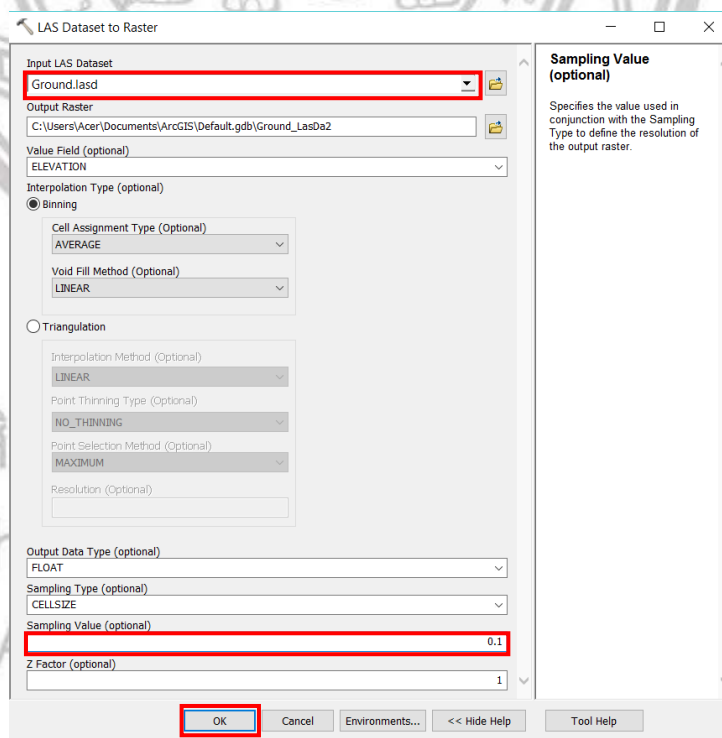 LAS Dataset to Raster
Input LAS Dataset
Ground.lasd
Output Raster
C:\Users\Acer\Documents\ArcGIS\Default.gdb\Ground_LasDa2
Value Field (optional)
ELEVATION
Interpolation Type (optional)
Binning
Cell Assignment Type (Optional)
AVERAGE
Void Fill Method (Optional)
LINEAR
Triangulation
Interpolation Method (Optional)
LINEAR
Point Thinning Type (Optional)
NO_THINNING
Point Selection Method (Optional)
MAXIMUM
Resolution (Optional)
Output Data Type (optional)
FLOAT
Sampling Type (optional)
CELLSIZE
Sampling Value (optional)
0.1
Z Factor (optional)
1
OK Cancel Environments... << Hide Help Tool Help
Sampling Value
(optional)
Specifies the value used in
conjunction with the Sampling
Type to define the resolution of
the output raster.